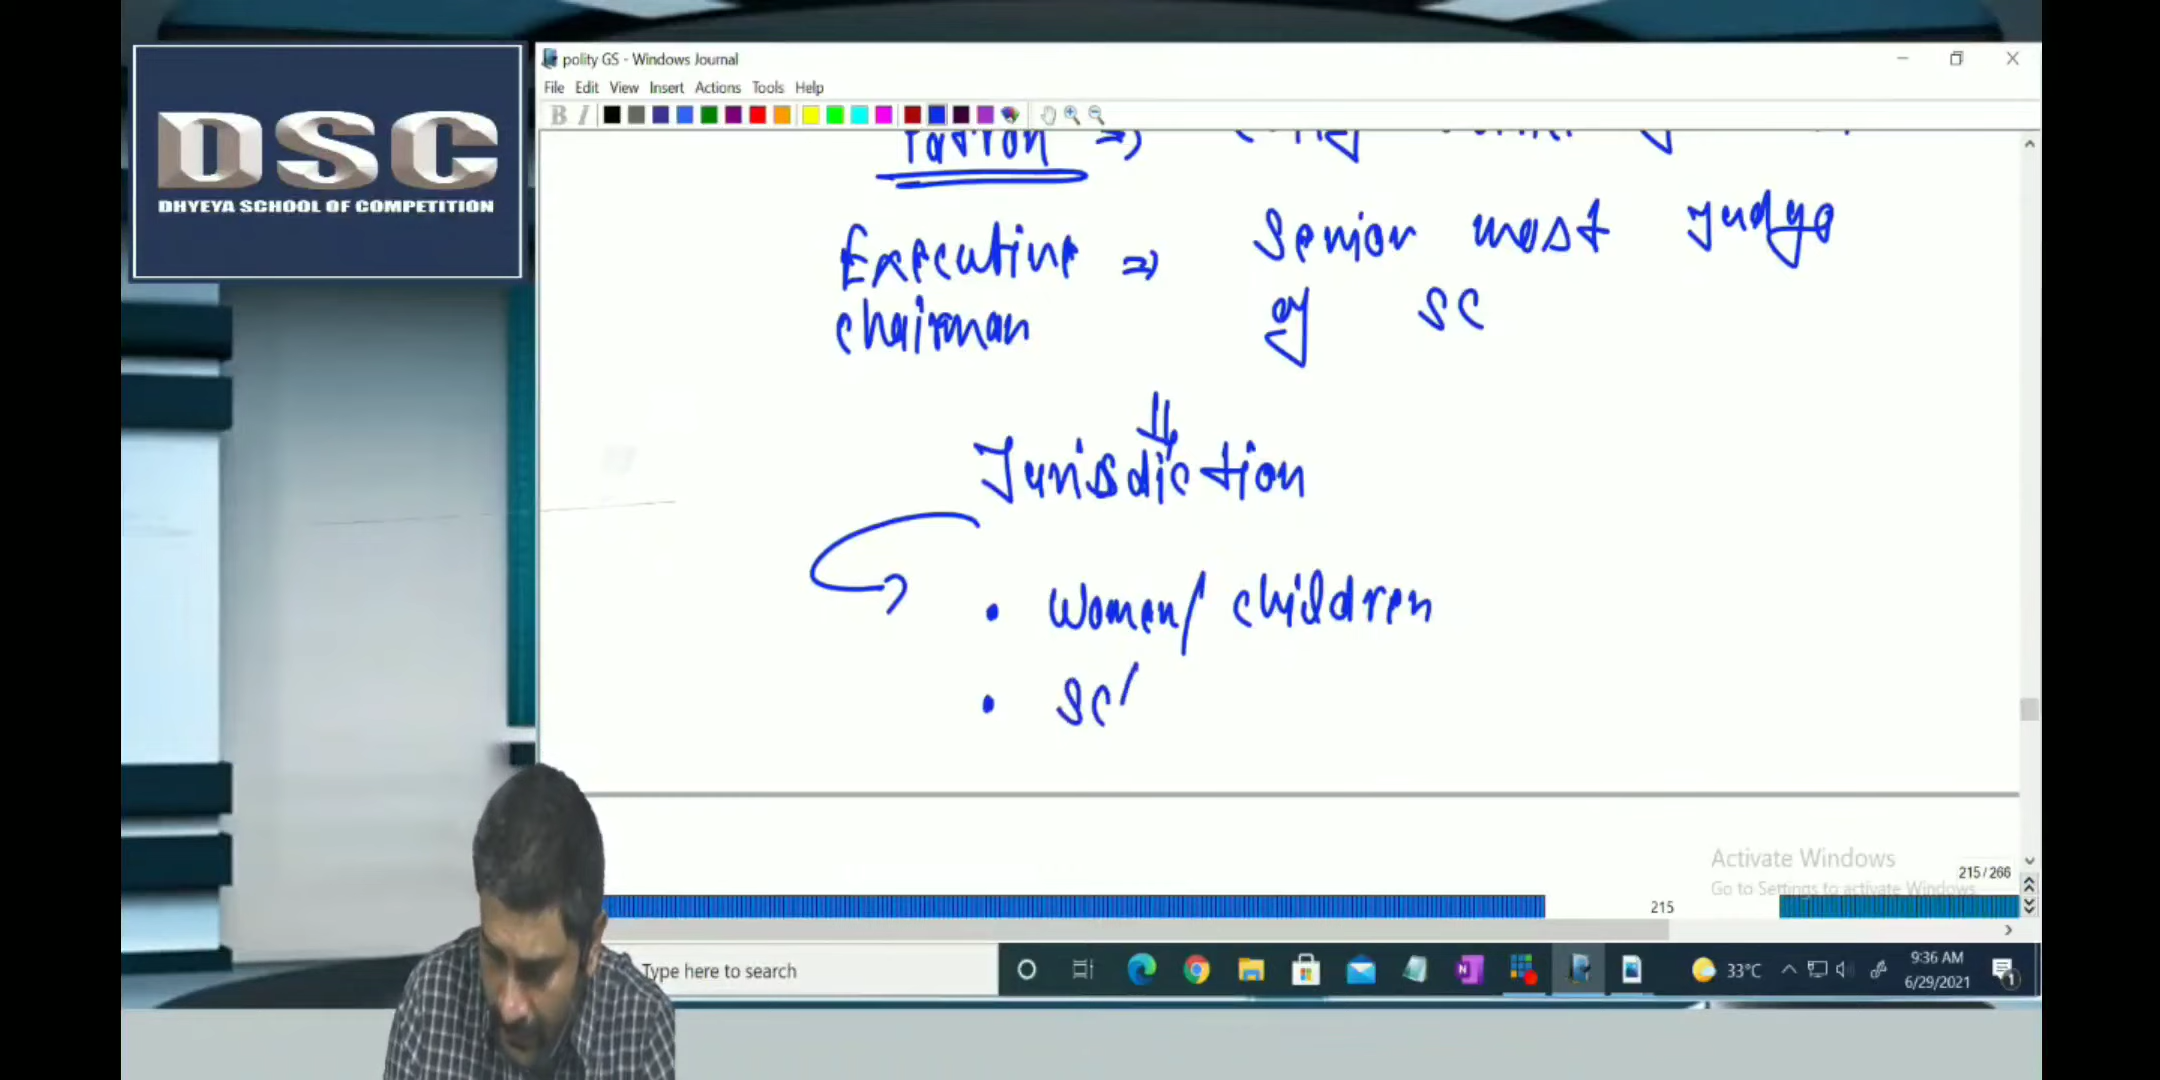 DSC
DHYEYA SCHOOL OF COMPETITION
polity GS - Windows Journal
File Edit View Insert Actions Tools Help
B I
Patron ⇒
Executive ⇒ Senior most Judge
chairman of SC
Jurisdiction
• Women/ children
• SC/
Activate Windows
Go to Settings to activate Windows.
215/266
215
Type here to search
33°C
9:36 AM
6/29/2021
1